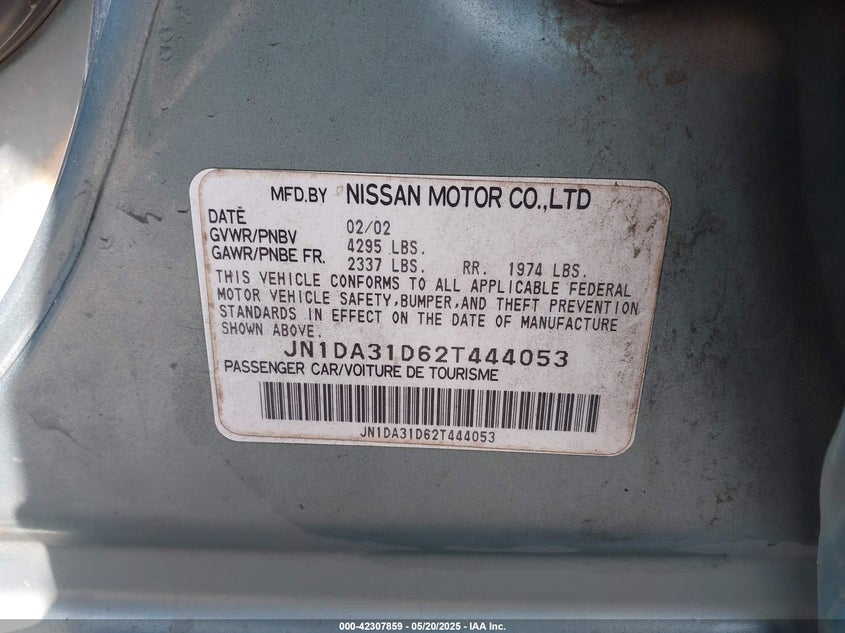 MFD.BY NISSAN MOTOR CO.,LTD
DATE 02/02
GVWR/PNBV 4295 LBS.
GAWR/PNBE FR. 2337 LBS. RR. 1974 LBS.
THIS VEHICLE CONFORMS TO ALL APPLICABLE FEDERAL
MOTOR VEHICLE SAFETY,BUMPER,AND THEFT PREVENTION
STANDARDS IN EFFECT ON THE DATE OF MANUFACTURE
SHOWN ABOVE.
JN1DA31D62T444053
PASSENGER CAR/VOITURE DE TOURISME
JN1DA31D62T444053
000-42307859 — 05/20/2025 — IAA Inc.